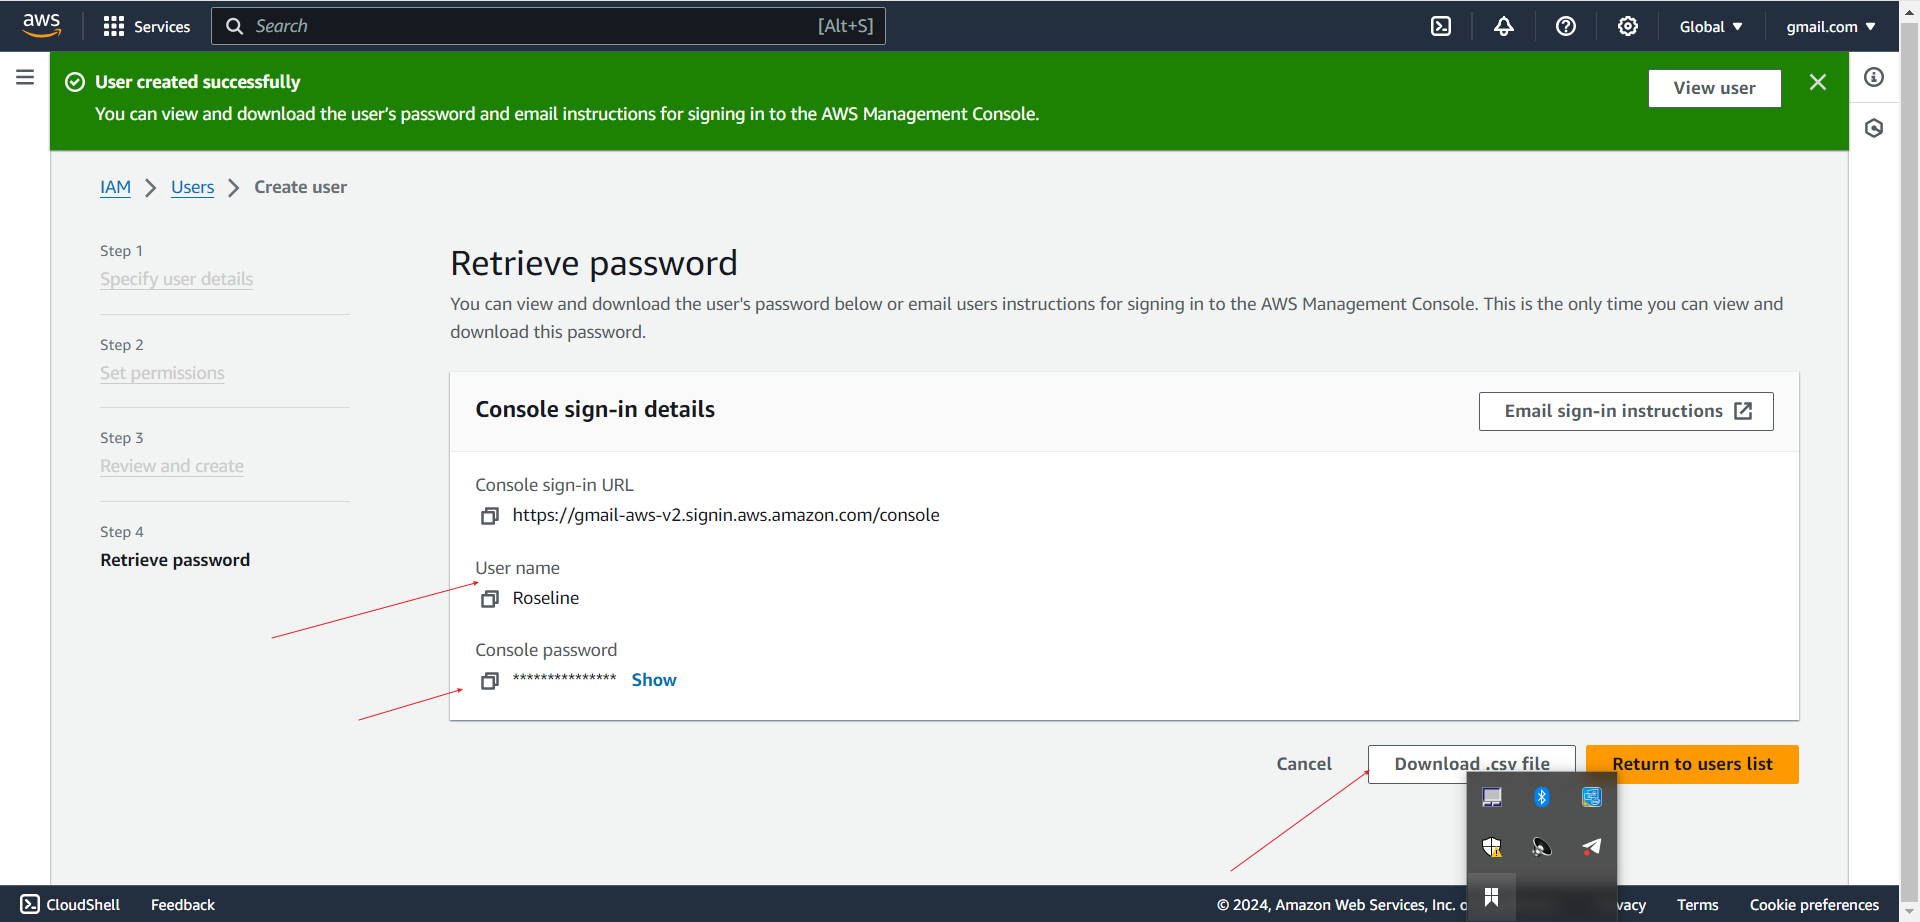 aws
Services
Search
[Alt+S]
Global
gmail.com
User created successfully
View user
You can view and download the user's password and email instructions for signing in to the AWS Management Console.
IAM
Users
Create user
Step 1
Specify user details
Step 2
Set permissions
Step 3
Review and create
Step 4
Retrieve password
Retrieve password
You can view and download the user's password below or email users instructions for signing in to the AWS Management Console. This is the only time you can view and
download this password.
Console sign-in details
Email sign-in instructions
Console sign-in URL
https://gmail-aws-v2.signin.aws.amazon.com/console
User name
Roseline
Console password
*************** Show
Cancel
Download .csv file
Return to users list
CloudShell
Feedback
© 2024, Amazon Web Services, Inc. o
vacy
Terms
Cookie preferences